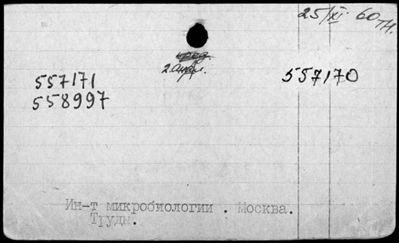 25/XI 60
557171
557170
558997
Ин-т микробиологии . Москва.
Труды.